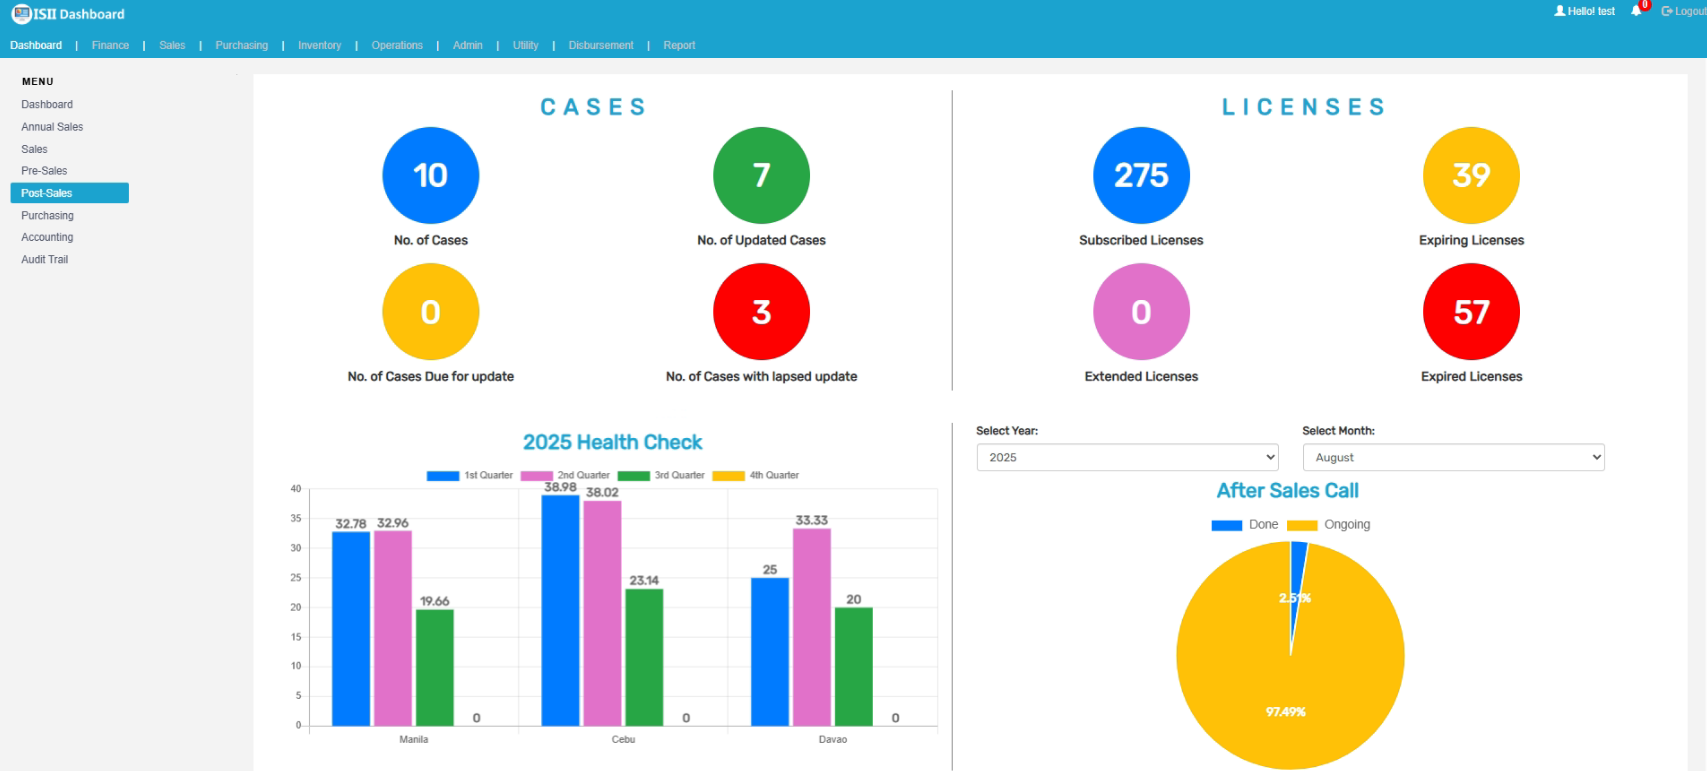 ISII Dashboard
Hello! test 0 Logout
Dashboard | Finance | Sales | Purchasing | Inventory | Operations | Admin | Utility | Disbursement | Report
MENU
Dashboard
Annual Sales
Sales
Pre-Sales
Post-Sales
Purchasing
Accounting
Audit Trail
CASES
10
7
No. of Cases
No. of Updated Cases
0
3
No. of Cases Due for update
No. of Cases with lapsed update
LICENSES
275
39
Subscribed Licenses
Expiring Licenses
0
57
Extended Licenses
Expired Licenses
2025 Health Check
1st Quarter 2nd Quarter 3rd Quarter 4th Quarter
40
35
30
25
20
15
10
5
0
32.78 32.96 19.66 0
38.98 38.02 23.14 0
25 33.33 20 0
Manila Cebu Davao
Select Year:
2025
Select Month:
August
After Sales Call
Done Ongoing
2.51%
97.49%